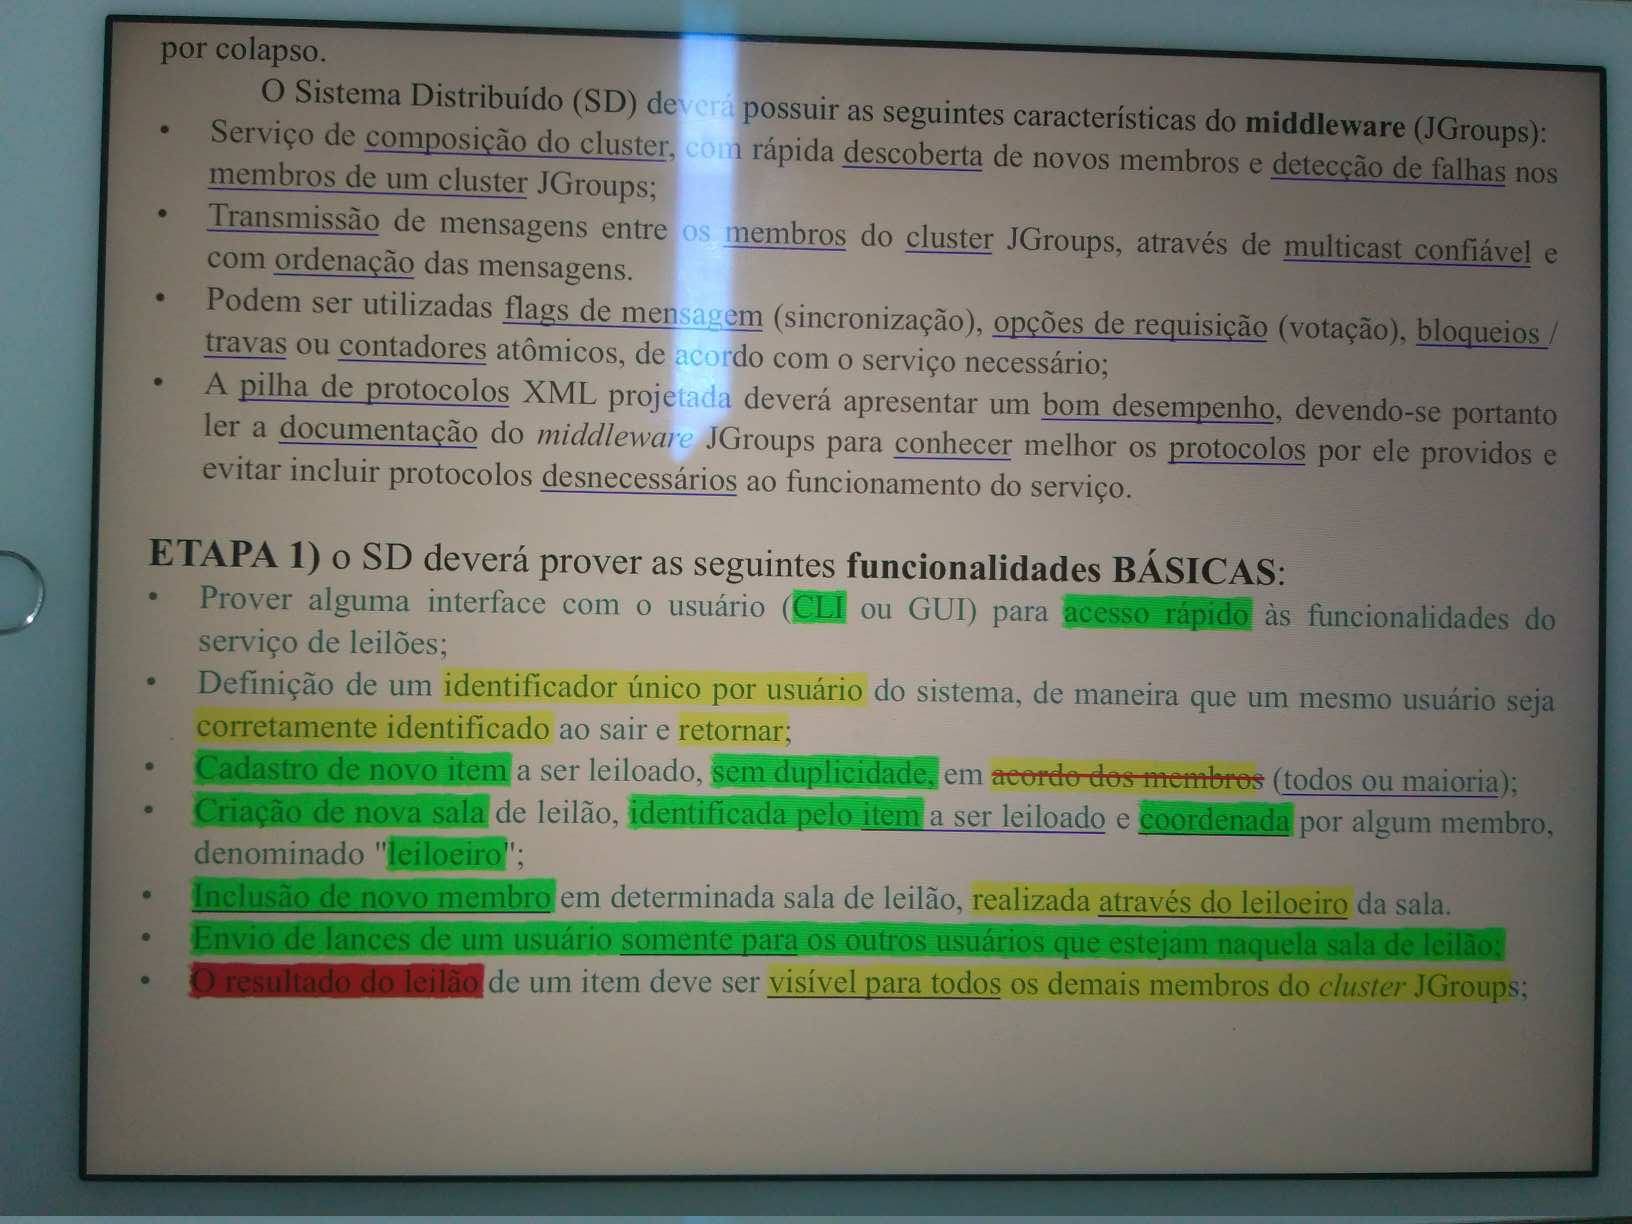 por colapso.
O Sistema Distribuído (SD) deverá possuir as seguintes características do middleware (JGroups):
• Serviço de composição do cluster, com rápida descoberta de novos membros e detecção de falhas nos
membros de um cluster JGroups;
• Transmissão de mensagens entre os membros do cluster JGroups, através de multicast confiável e
com ordenação das mensagens.
• Podem ser utilizadas flags de mensagem (sincronização), opções de requisição (votação), bloqueios /
travas ou contadores atômicos, de acordo com o serviço necessário;
• A pilha de protocolos XML projetada deverá apresentar um bom desempenho, devendo-se portanto
ler a documentação do middleware JGroups para conhecer melhor os protocolos por ele providos e
evitar incluir protocolos desnecessários ao funcionamento do serviço.
ETAPA 1) o SD deverá prover as seguintes funcionalidades BÁSICAS:
• Prover alguma interface com o usuário (CLI ou GUI) para acesso rápido às funcionalidades do
serviço de leilões;
• Definição de um identificador único por usuário do sistema, de maneira que um mesmo usuário seja
corretamente identificado ao sair e retornar;
• Cadastro de novo item a ser leiloado, sem duplicidade, em acordo dos membros (todos ou maioria);
• Criação de nova sala de leilão, identificada pelo item a ser leiloado e coordenada por algum membro,
denominado "leiloeiro";
• Inclusão de novo membro em determinada sala de leilão, realizada através do leiloeiro da sala.
• Envio de lances de um usuário somente para os outros usuários que estejam naquela sala de leilão;
• O resultado do leilão de um item deve ser visível para todos os demais membros do cluster JGroups;